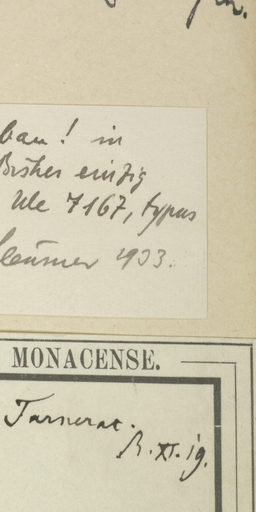 bau! in
Bisher einzig
Ule 7167, typus
Sleumer 1933.
MONACENSE.
Tarnerat.
B. XI. 19.